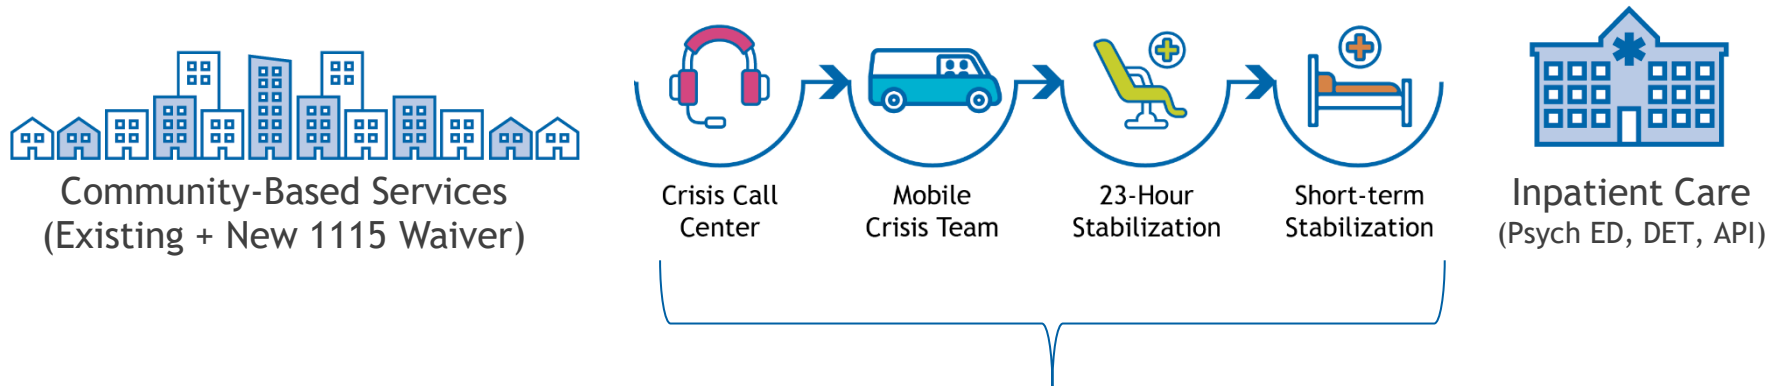 Community-Based Services
(Existing + New 1115 Waiver)
Crisis Call
Center
Mobile
Crisis Team
23-Hour
Stabilization
Short-term
Stabilization
Inpatient Care
(Psych ED, DET, API)